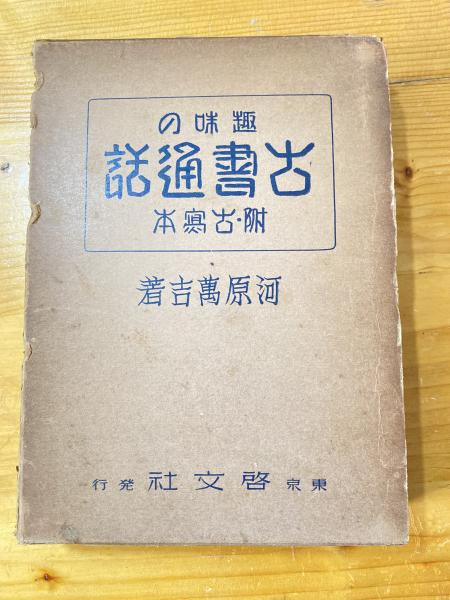 趣味の
古書通話
附・古寫本
河原萬吉著
東京 啓文社 発行